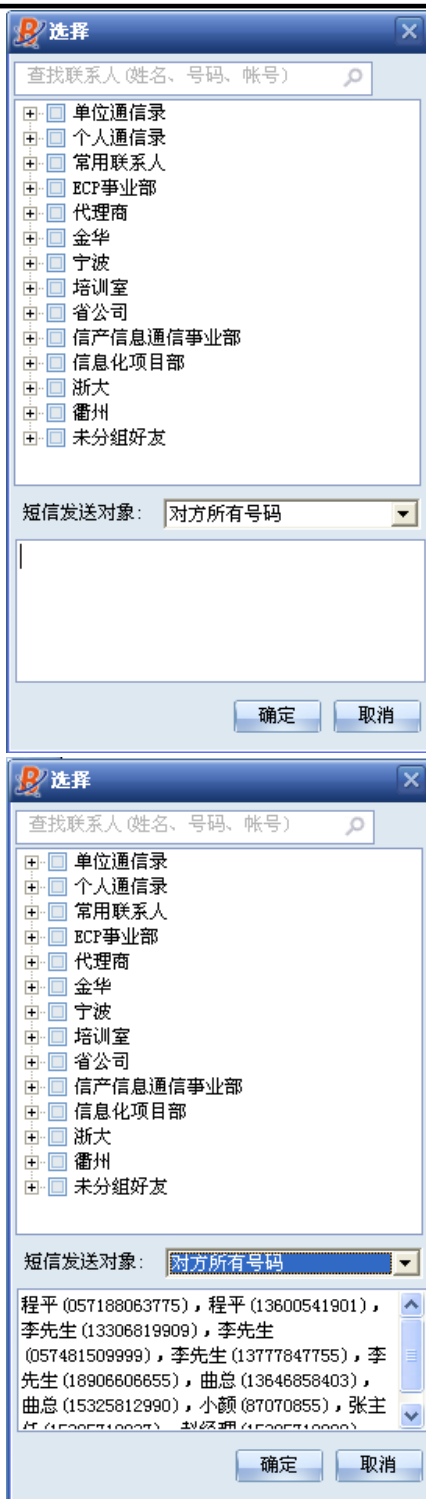 选择
查找联系人(姓名、号码、帐号)
单位通信录
个人通信录
常用联系人
ECP事业部
代理商
金华
宁波
培训室
省公司
信产信息通信事业部
信息化项目部
浙大
衢州
未分组好友
短信发送对象： 对方所有号码
确定 取消
选择
查找联系人(姓名、号码、帐号)
单位通信录
个人通信录
常用联系人
ECP事业部
代理商
金华
宁波
培训室
省公司
信产信息通信事业部
信息化项目部
浙大
衢州
未分组好友
短信发送对象： 对方所有号码
程平(057188063775)，程平(13600541901)，
李先生(13306819909)，李先生
(057481509999)，李先生(13777847755)，李
先生(18906606655)，曲总(13646858403)，
曲总(15325812990)，小颜(87070855)，张主
确定 取消